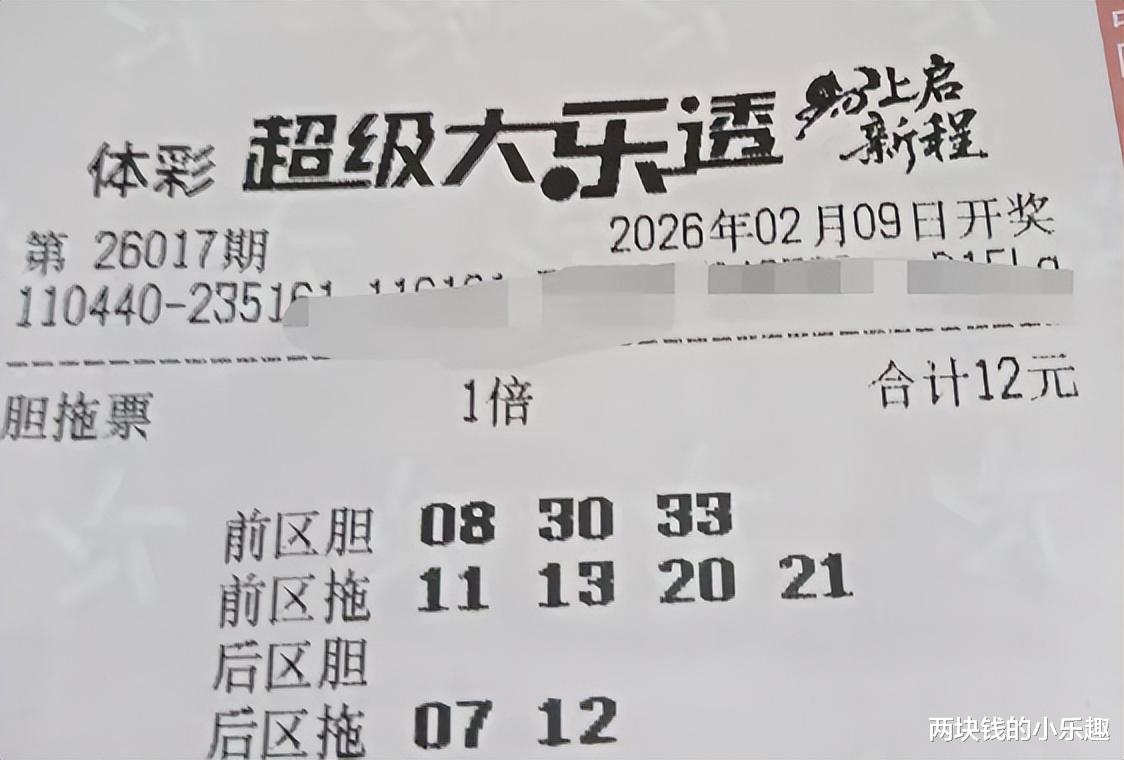 体彩 超级大乐透 马上启
新程
第 26017期 2026年02月09日开奖
110440-235161
胆拖票 1倍 合计12元
前区胆 08 30 33
前区拖 11 13 20 21
后区胆
后区拖 07 12
两块钱的小乐趣